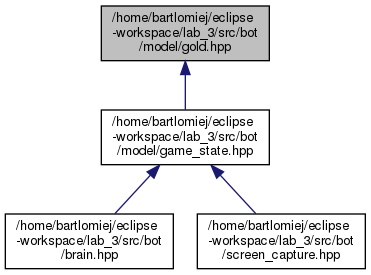 /home/bartlomiej/eclipse
-workspace/lab_3/src/bot
/model/gold.hpp
/home/bartlomiej/eclipse
-workspace/lab_3/src/bot
/model/game_state.hpp
/home/bartlomiej/eclipse
-workspace/lab_3/src/bot
/brain.hpp
/home/bartlomiej/eclipse
-workspace/lab_3/src/bot
/screen_capture.hpp